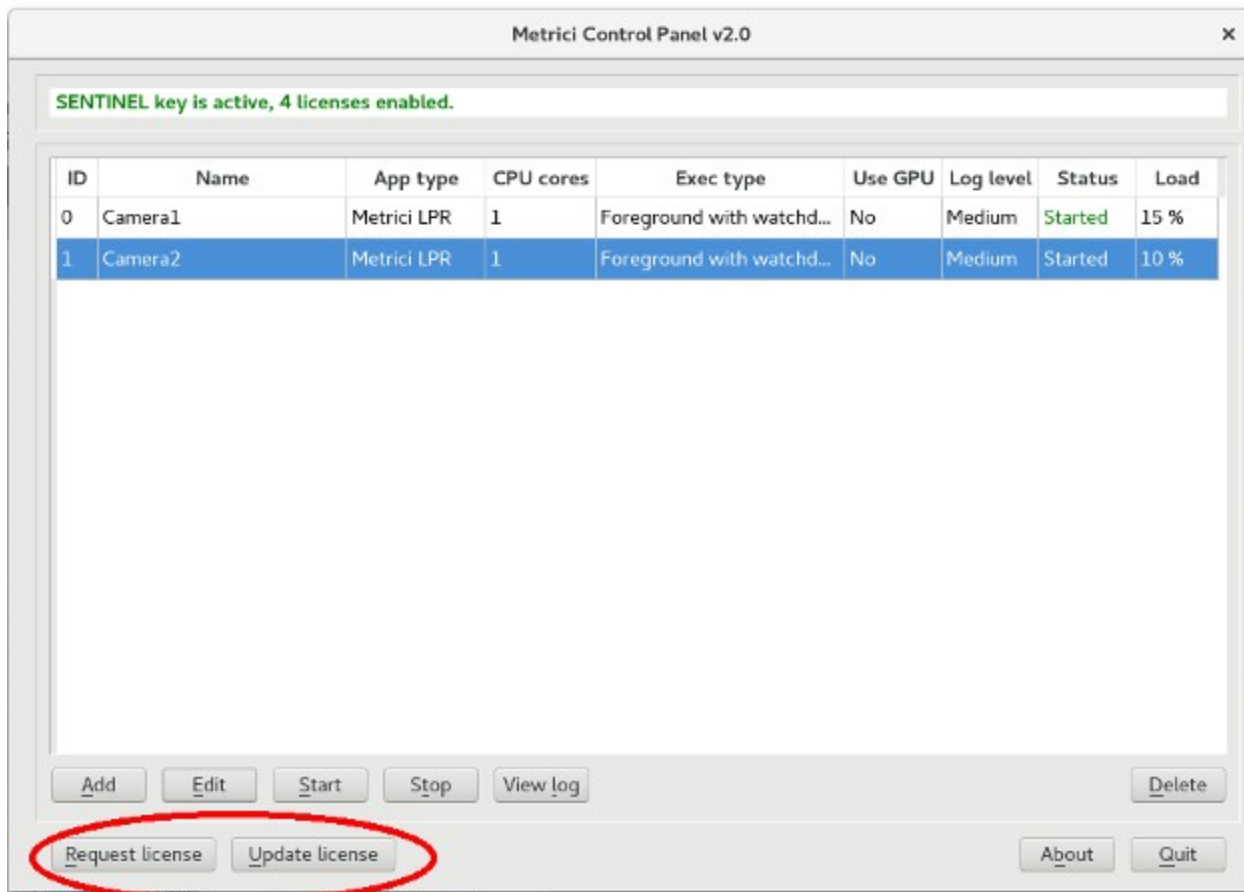 Metrici Control Panel v2.0 ×
SENTINEL key is active, 4 licenses enabled.
ID Name App type CPU cores Exec type Use GPU Log level Status Load
0 Camera1 Metrici LPR 1 Foreground with watchd... No Medium Started 15 %
1 Camera2 Metrici LPR 1 Foreground with watchd... No Medium Started 10 %
Add Edit Start Stop View log Delete
Request license Update license About Quit